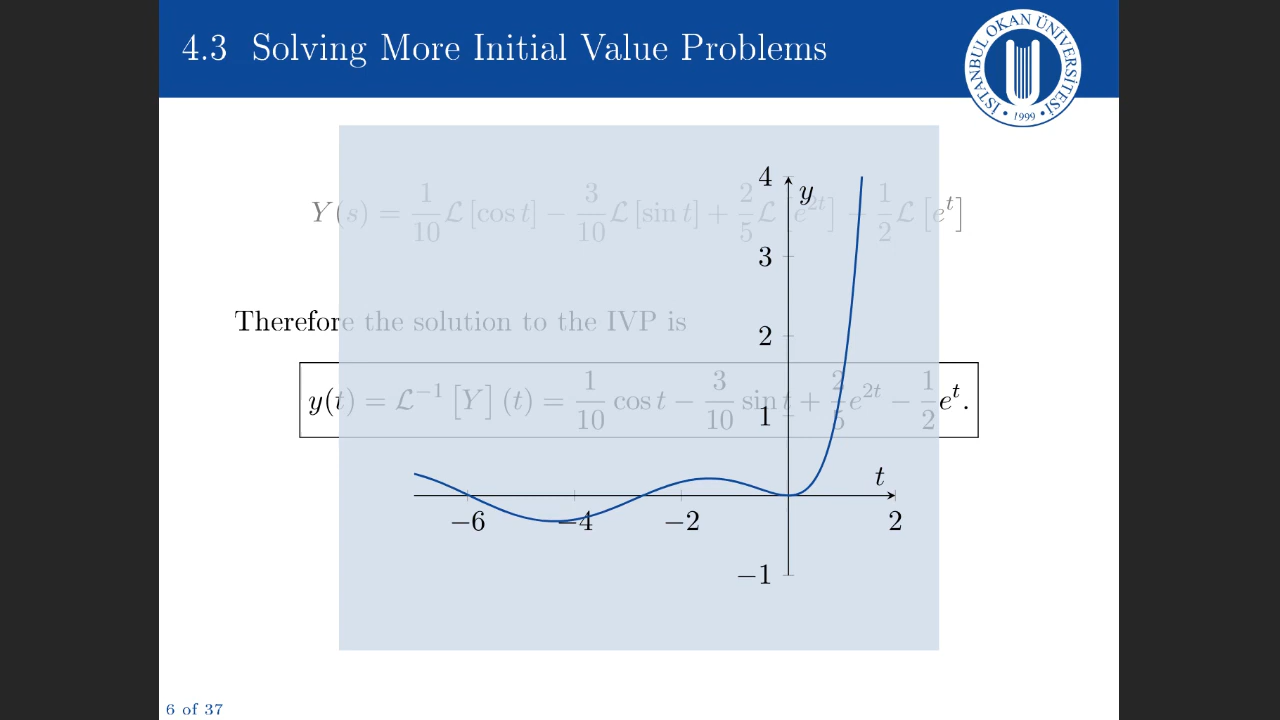 4.3 Solving More Initial Value Problems
İSTANBUL OKAN ÜNİVERSİTESİ
• 1999 •
Y(s) = 1/10 ℒ [cos t] − 3/10 ℒ [sin t] + 2/5 ℒ [e^{2t}] − 1/2 ℒ [e^t]
Therefore the solution to the IVP is
y(t) = ℒ^{−1} [Y] (t) = 1/10 cos t − 3/10 sin t + 2/5 e^{2t} − 1/2 e^t.
4
y
3
2
1
t
−6 −4 −2 2
−1
6 of 37